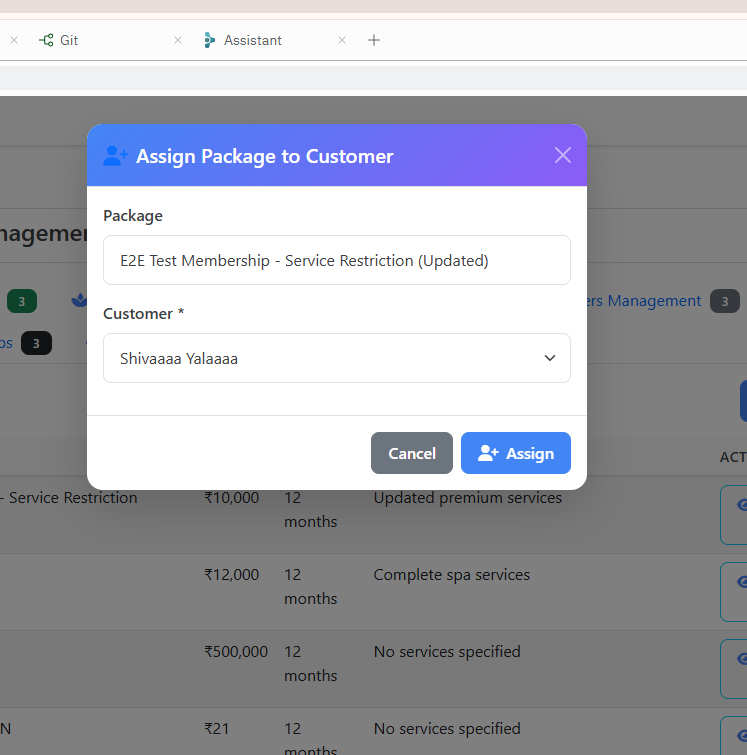 Git
Assistant
Assign Package to Customer
Package
E2E Test Membership - Service Restriction (Updated)
Customer *
Shivaaaa Yalaaaa
Cancel
Assign
nagemen
3
ers Management 3
os 3
ACT
- Service Restriction ₹10,000 12 months Updated premium services
₹12,000 12 months Complete spa services
₹500,000 12 months No services specified
N ₹21 12 months No services specified